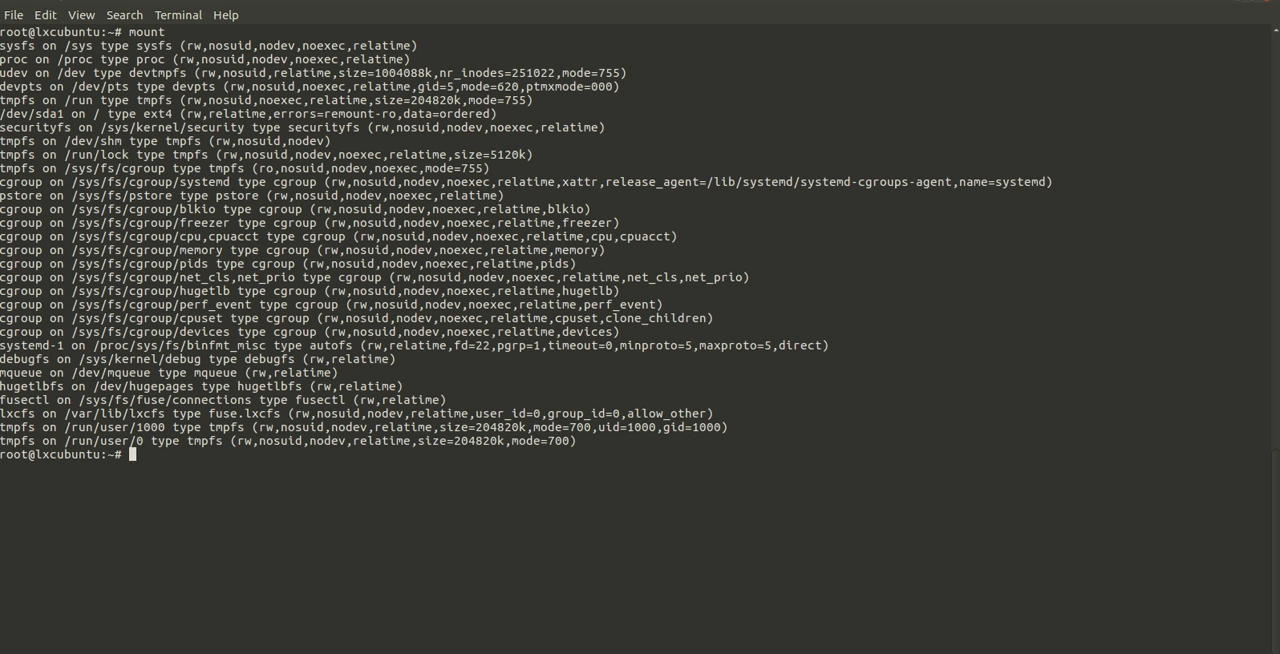 File Edit View Search Terminal Help
root@lxcubuntu:~# mount
sysfs on /sys type sysfs (rw,nosuid,nodev,noexec,relatime)
proc on /proc type proc (rw,nosuid,nodev,noexec,relatime)
udev on /dev type devtmpfs (rw,nosuid,relatime,size=1004088k,nr_inodes=251022,mode=755)
devpts on /dev/pts type devpts (rw,nosuid,noexec,relatime,gid=5,mode=620,ptmxmode=000)
tmpfs on /run type tmpfs (rw,nosuid,noexec,relatime,size=204820k,mode=755)
/dev/sda1 on / type ext4 (rw,relatime,errors=remount-ro,data=ordered)
securityfs on /sys/kernel/security type securityfs (rw,nosuid,nodev,noexec,relatime)
tmpfs on /dev/shm type tmpfs (rw,nosuid,nodev)
tmpfs on /run/lock type tmpfs (rw,nosuid,nodev,noexec,relatime,size=5120k)
tmpfs on /sys/fs/cgroup type tmpfs (ro,nosuid,nodev,noexec,mode=755)
cgroup on /sys/fs/cgroup/systemd type cgroup (rw,nosuid,nodev,noexec,relatime,xattr,release_agent=/lib/systemd/systemd-cgroups-agent,name=systemd)
pstore on /sys/fs/pstore type pstore (rw,nosuid,nodev,noexec,relatime)
cgroup on /sys/fs/cgroup/blkio type cgroup (rw,nosuid,nodev,noexec,relatime,blkio)
cgroup on /sys/fs/cgroup/freezer type cgroup (rw,nosuid,nodev,noexec,relatime,freezer)
cgroup on /sys/fs/cgroup/cpu,cpuacct type cgroup (rw,nosuid,nodev,noexec,relatime,cpu,cpuacct)
cgroup on /sys/fs/cgroup/memory type cgroup (rw,nosuid,nodev,noexec,relatime,memory)
cgroup on /sys/fs/cgroup/pids type cgroup (rw,nosuid,nodev,noexec,relatime,pids)
cgroup on /sys/fs/cgroup/net_cls,net_prio type cgroup (rw,nosuid,nodev,noexec,relatime,net_cls,net_prio)
cgroup on /sys/fs/cgroup/hugetlb type cgroup (rw,nosuid,nodev,noexec,relatime,hugetlb)
cgroup on /sys/fs/cgroup/perf_event type cgroup (rw,nosuid,nodev,noexec,relatime,perf_event)
cgroup on /sys/fs/cgroup/cpuset type cgroup (rw,nosuid,nodev,noexec,relatime,cpuset,clone_children)
cgroup on /sys/fs/cgroup/devices type cgroup (rw,nosuid,nodev,noexec,relatime,devices)
systemd-1 on /proc/sys/fs/binfmt_misc type autofs (rw,relatime,fd=22,pgrp=1,timeout=0,minproto=5,maxproto=5,direct)
debugfs on /sys/kernel/debug type debugfs (rw,relatime)
mqueue on /dev/mqueue type mqueue (rw,relatime)
hugetlbfs on /dev/hugepages type hugetlbfs (rw,relatime)
fusectl on /sys/fs/fuse/connections type fusectl (rw,relatime)
lxcfs on /var/lib/lxcfs type fuse.lxcfs (rw,nosuid,nodev,relatime,user_id=0,group_id=0,allow_other)
tmpfs on /run/user/1000 type tmpfs (rw,nosuid,nodev,relatime,size=204820k,mode=700,uid=1000,gid=1000)
tmpfs on /run/user/0 type tmpfs (rw,nosuid,nodev,relatime,size=204820k,mode=700)
root@lxcubuntu:~#